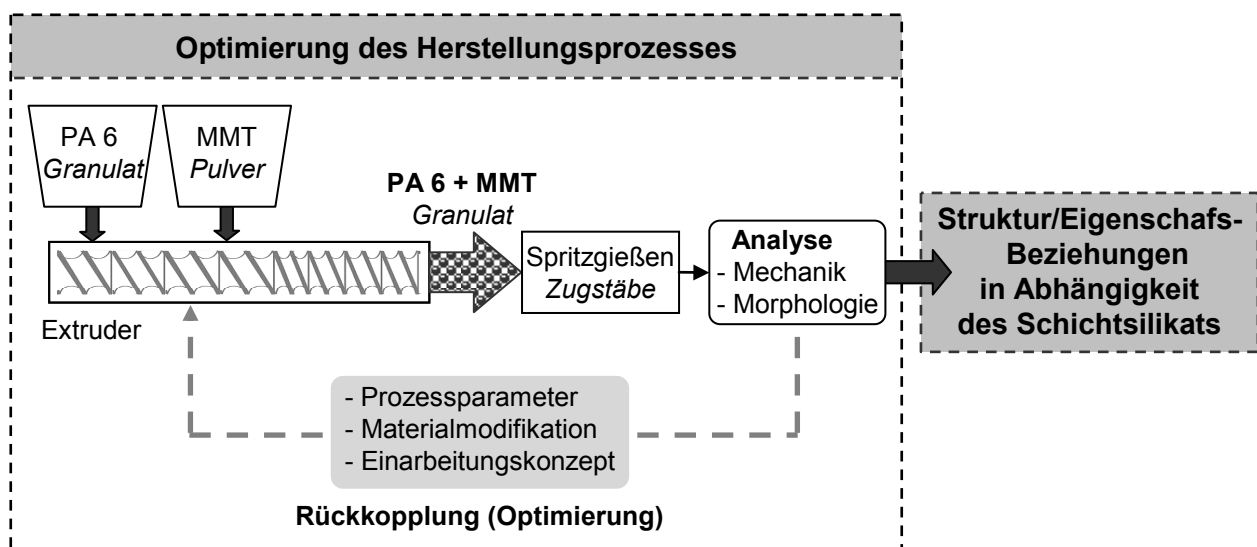 Optimierung des Herstellungsprozesses
PA 6
Granulat
MMT
Pulver
PA 6 + MMT
Granulat
Extruder
Spritzgießen
Zugstäbe
Analyse
- Mechanik
- Morphologie
Struktur/Eigenschafs-
Beziehungen
in Abhängigkeit
des Schichtsilikats
- Prozessparameter
- Materialmodifikation
- Einarbeitungskonzept
Rückkopplung (Optimierung)